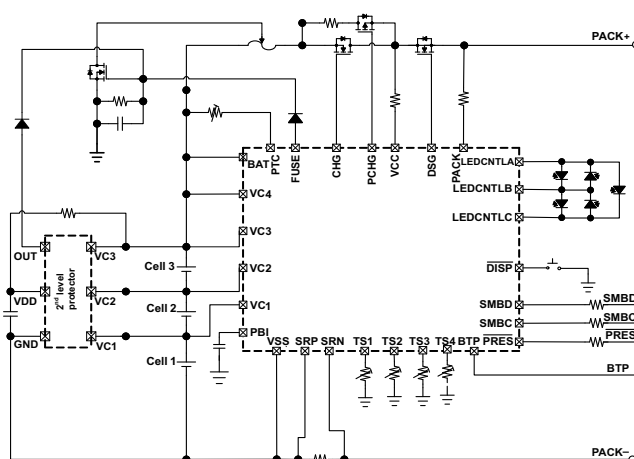 PACK+
BAT
PTC
FUSE
CHG
PCHG
VCC
DSG
PACK
LEDCNTLA
LEDCNTLB
LEDCNTLC
VC4
VC3
VC2
VC1
PBI
DISP
SMBD
SMBC
PRES
SMBD
SMBC
PRES
BTP
VSS
SRP
SRN
TS1
TS2
TS3
TS4
BTP
OUT
VDD
GND
2nd level
protector
VC3
VC2
VC1
Cell 3
Cell 2
Cell 1
PACK–